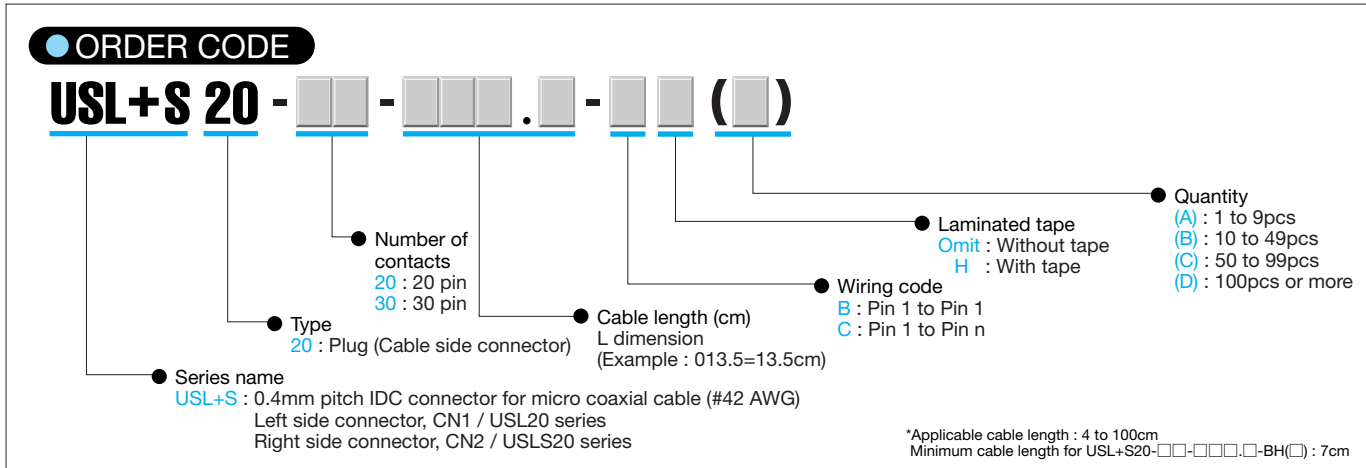 ORDER CODE
USL+S 20 - □□ - □□□.□ - □ □ (□)
Quantity
(A) : 1 to 9pcs
(B) : 10 to 49pcs
(C) : 50 to 99pcs
(D) : 100pcs or more
Laminated tape
Omit : Without tape
H : With tape
Wiring code
B : Pin 1 to Pin 1
C : Pin 1 to Pin n
Number of
contacts
20 : 20 pin
30 : 30 pin
Cable length (cm)
L dimension
(Example : 013.5=13.5cm)
Type
20 : Plug (Cable side connector)
Series name
USL+S : 0.4mm pitch IDC connector for micro coaxial cable (#42 AWG)
Left side connector, CN1 / USL20 series
Right side connector, CN2 / USLS20 series
*Applicable cable length : 4 to 100cm
Minimum cable length for USL+S20-□□-□□□.□-BH(□) : 7cm